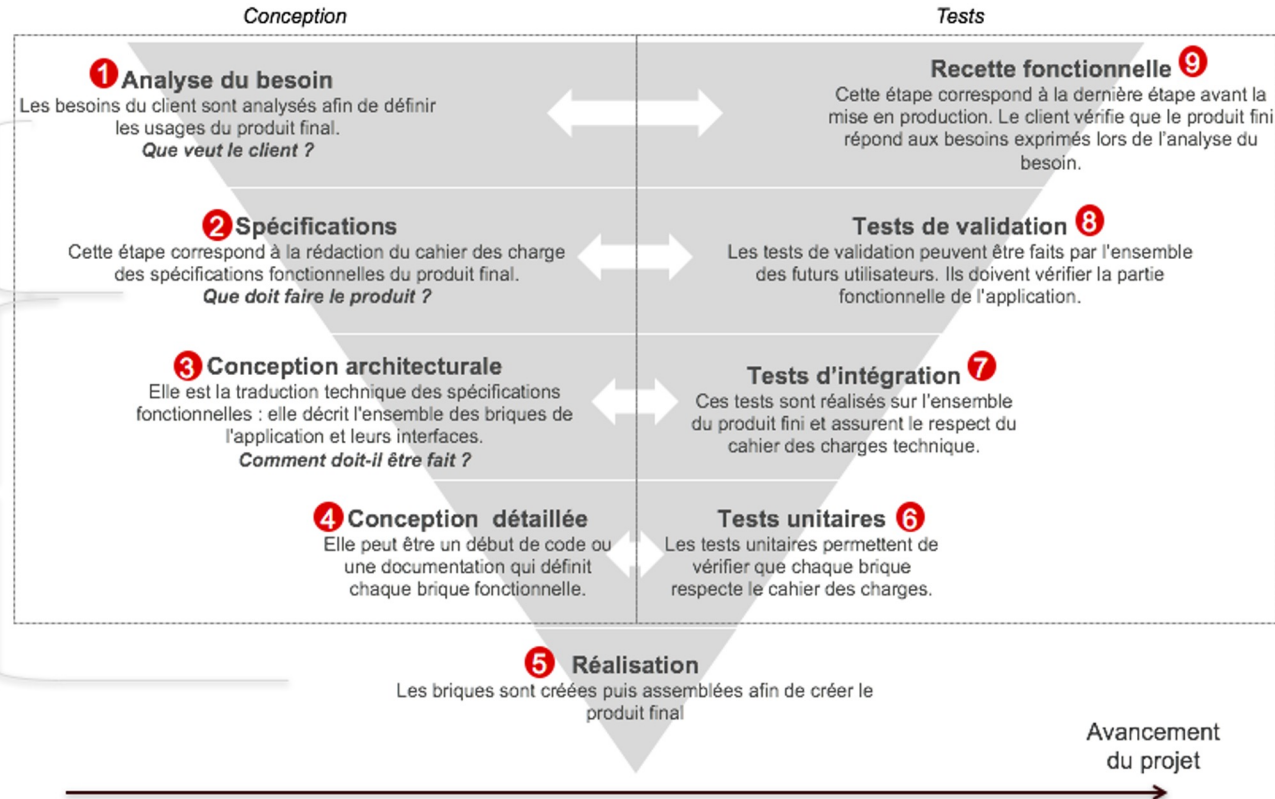 Conception
Tests
1 Analyse du besoin
Les besoins du client sont analysés afin de définir
les usages du produit final.
Que veut le client ?
Recette fonctionnelle 9
Cette étape correspond à la dernière étape avant la
mise en production. Le client vérifie que le produit fini
répond aux besoins exprimés lors de l'analyse du
besoin.
2 Spécifications
Cette étape correspond à la rédaction du cahier des charge
des spécifications fonctionnelles du produit final.
Que doit faire le produit ?
Tests de validation 8
Les tests de validation peuvent être faits par l'ensemble
des futurs utilisateurs. Ils doivent vérifier la partie
fonctionnelle de l'application.
3 Conception architecturale
Elle est la traduction technique des spécifications
fonctionnelles : elle décrit l'ensemble des briques de
l'application et leurs interfaces.
Comment doit-il être fait ?
Tests d'intégration 7
Ces tests sont réalisés sur l'ensemble
du produit fini et assurent le respect du
cahier des charges technique.
4 Conception détaillée
Elle peut être un début de code ou
une documentation qui définit
chaque brique fonctionnelle.
Tests unitaires 6
Les tests unitaires permettent de
vérifier que chaque brique
respecte le cahier des charges.
5 Réalisation
Les briques sont créées puis assemblées afin de créer le
produit final
Avancement
du projet